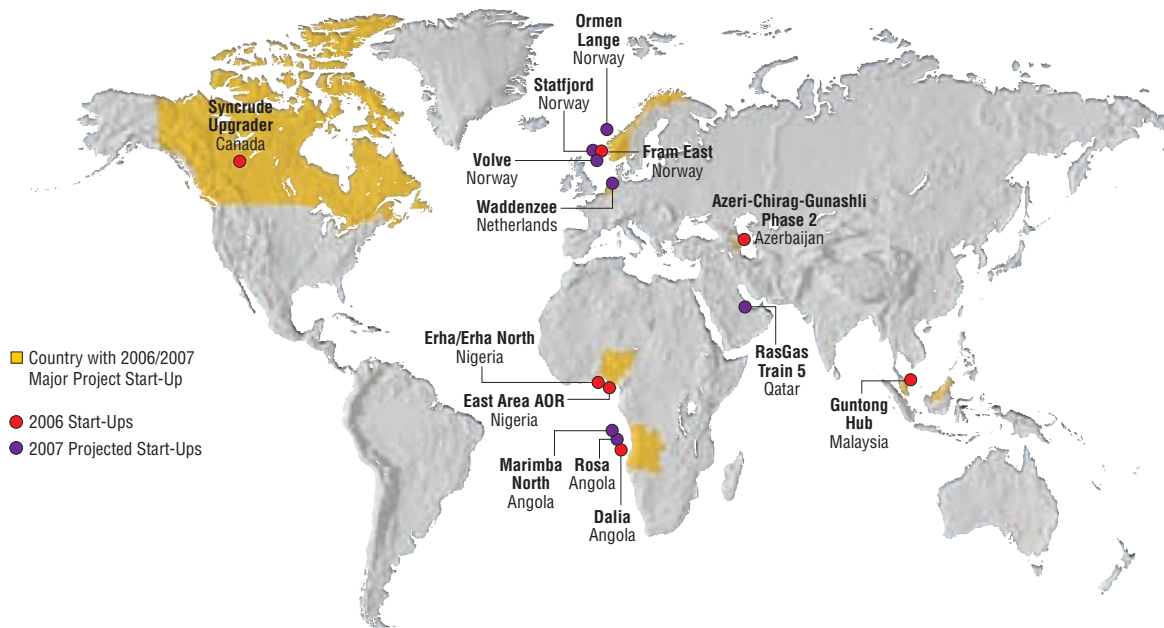 Ormen
Lange
Norway
Statfjord
Norway
Syncrude
Upgrader
Canada
Volve
Norway
Fram East
Norway
Waddenzee
Netherlands
Azeri-Chirag-Gunashli
Phase 2
Azerbaijan
Erha/Erha North
Nigeria
RasGas
Train 5
Qatar
East Area AOR
Nigeria
Guntong
Hub
Malaysia
Marimba
North
Angola
Rosa
Angola
Dalia
Angola
Country with 2006/2007
Major Project Start-Up
2006 Start-Ups
2007 Projected Start-Ups